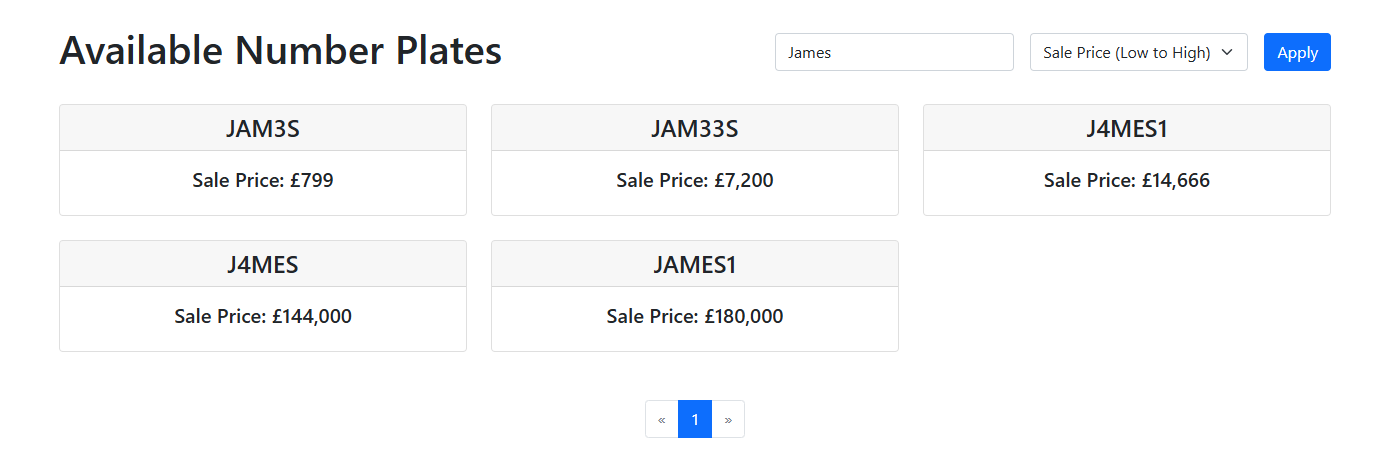 Available Number Plates
James
Sale Price (Low to High)
Apply
JAM3S
Sale Price: £799
JAM33S
Sale Price: £7,200
J4MES1
Sale Price: £14,666
J4MES
Sale Price: £144,000
JAMES1
Sale Price: £180,000
« 1 »